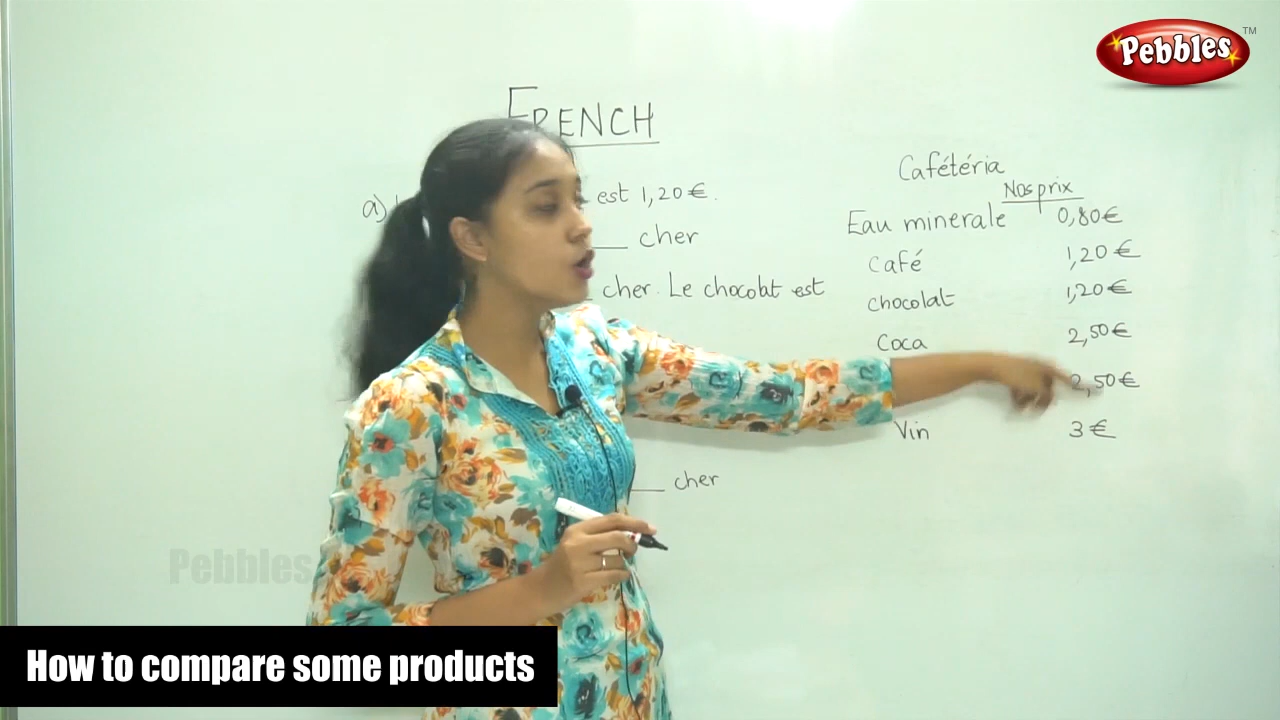 Pebbles™
FRENCH
a) est 1,20€.
cher
cher. Le chocolat est
cher
Cafétéria
Nos prix
Eau minerale 0,80€
Café 1,20€
chocolat 1,20€
Coca 2,50€
2,50€
Vin 3€
Pebbles
How to compare some products